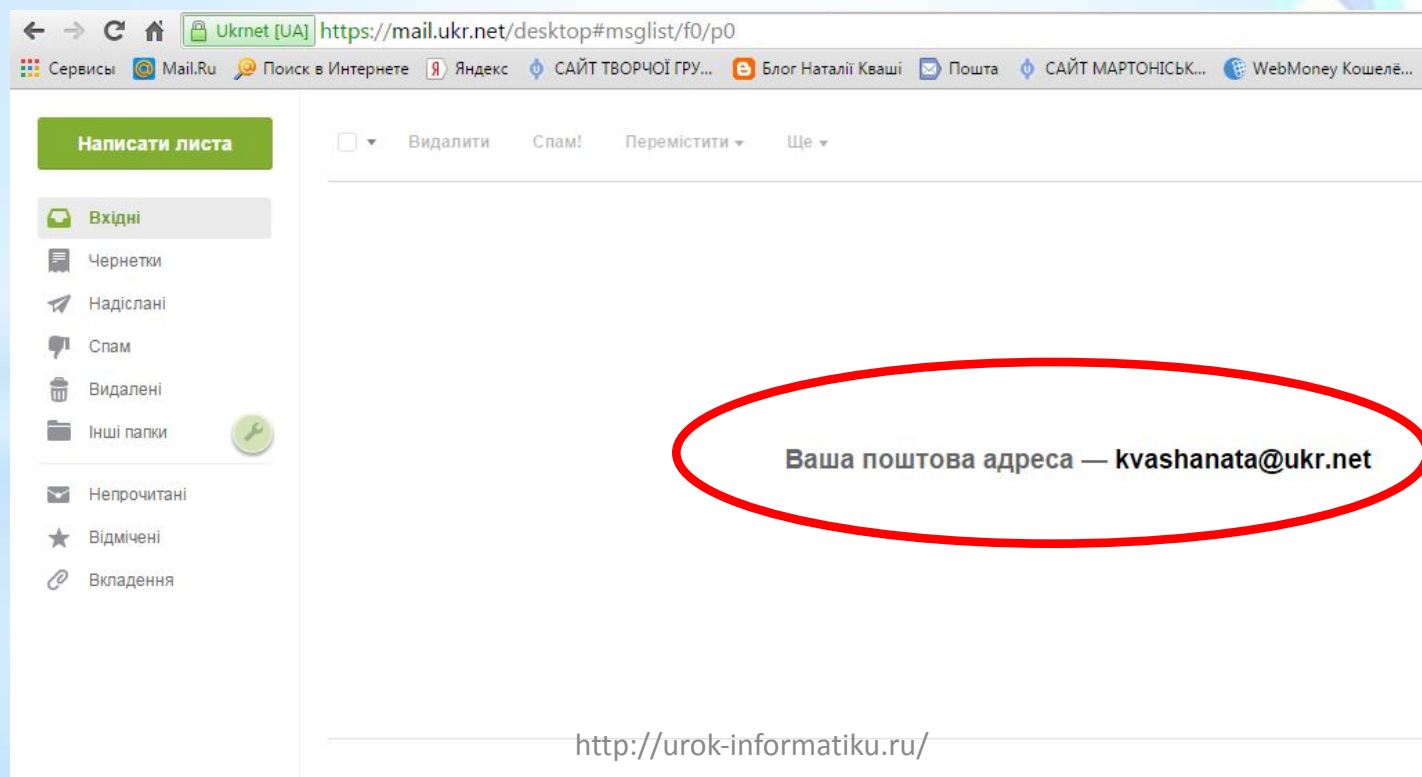 Ukrnet [UA] https://mail.ukr.net/desktop#msglist/f0/p0
Сервисы Mail.Ru Поиск в Интернете Яндекс САЙТ ТВОРЧОЇ ГРУ... Блог Наталії Кваші Пошта САЙТ МАРТОНІСЬК... WebMoney Кошелё...
Написати листа Видалити Спам! Перемістити Ще
Вхідні
Чернетки
Надіслані
Спам
Видалені
Інші папки
Ваша поштова адреса — kvashanata@ukr.net
Непрочитані
Відмічені
Вкладення
http://urok-informatiku.ru/